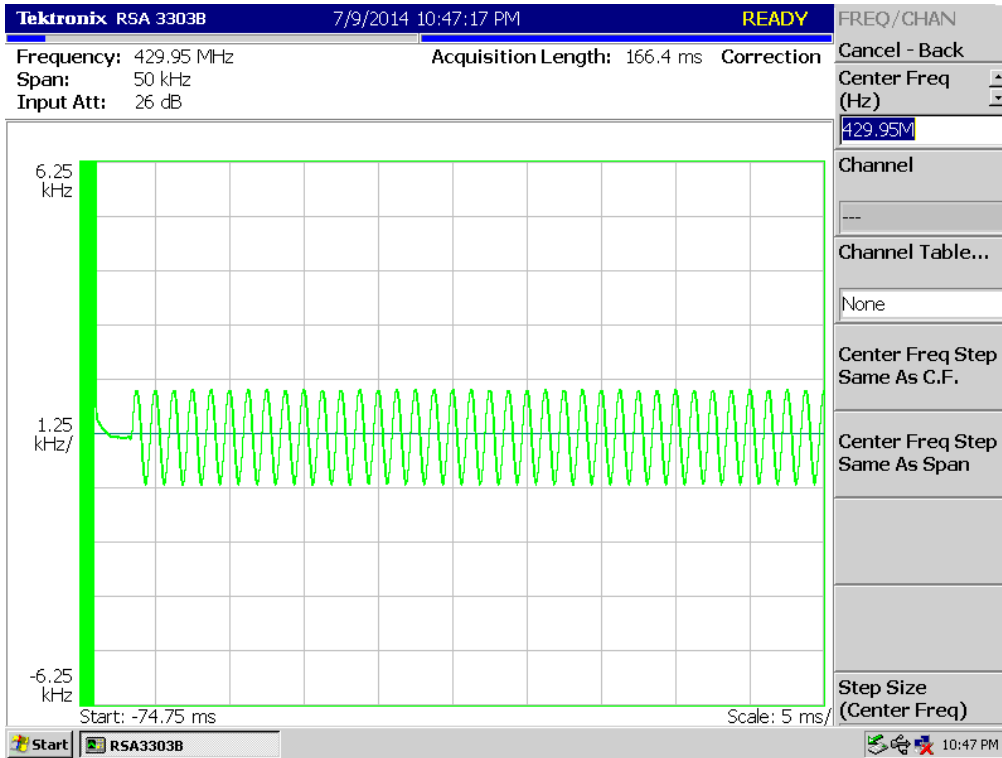 Tektronix RSA 3303B 7/9/2014 10:47:17 PM READY
Frequency: 429.95 MHz Acquisition Length: 166.4 ms Correction
Span: 50 kHz
Input Att: 26 dB
6.25
kHz
1.25
kHz/
-6.25
kHz
Start: -74.75 ms Scale: 5 ms/
FREQ/CHAN
Cancel - Back
Center Freq
(Hz)
429.95M
Channel
---
Channel Table...
None
Center Freq Step
Same As C.F.
Center Freq Step
Same As Span
Step Size
(Center Freq)
Start RSA3303B 10:47 PM